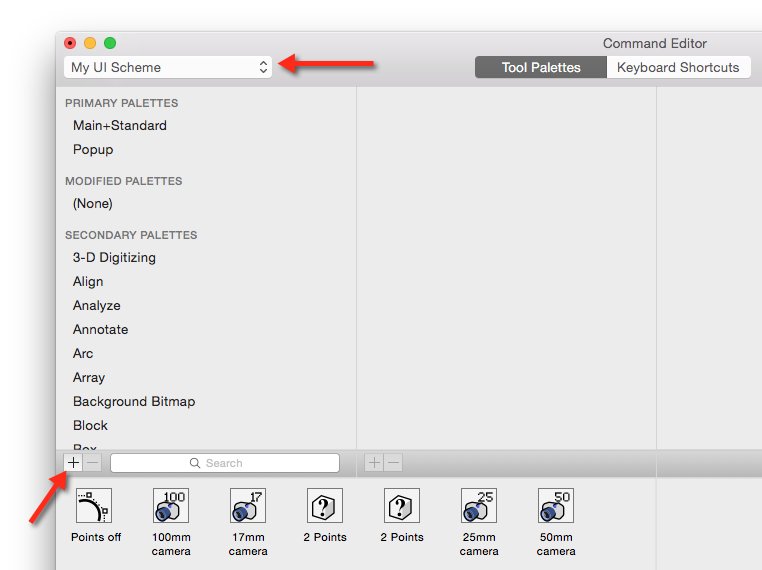 Command Editor
My UI Scheme
Tool Palettes
Keyboard Shortcuts
PRIMARY PALETTES
Main+Standard
Popup
MODIFIED PALETTES
(None)
SECONDARY PALETTES
3-D Digitizing
Align
Analyze
Annotate
Arc
Array
Background Bitmap
Block
Box
Search
100
17
?
?
25
50
Points off
100mm
camera
17mm
camera
2 Points
2 Points
25mm
camera
50mm
camera